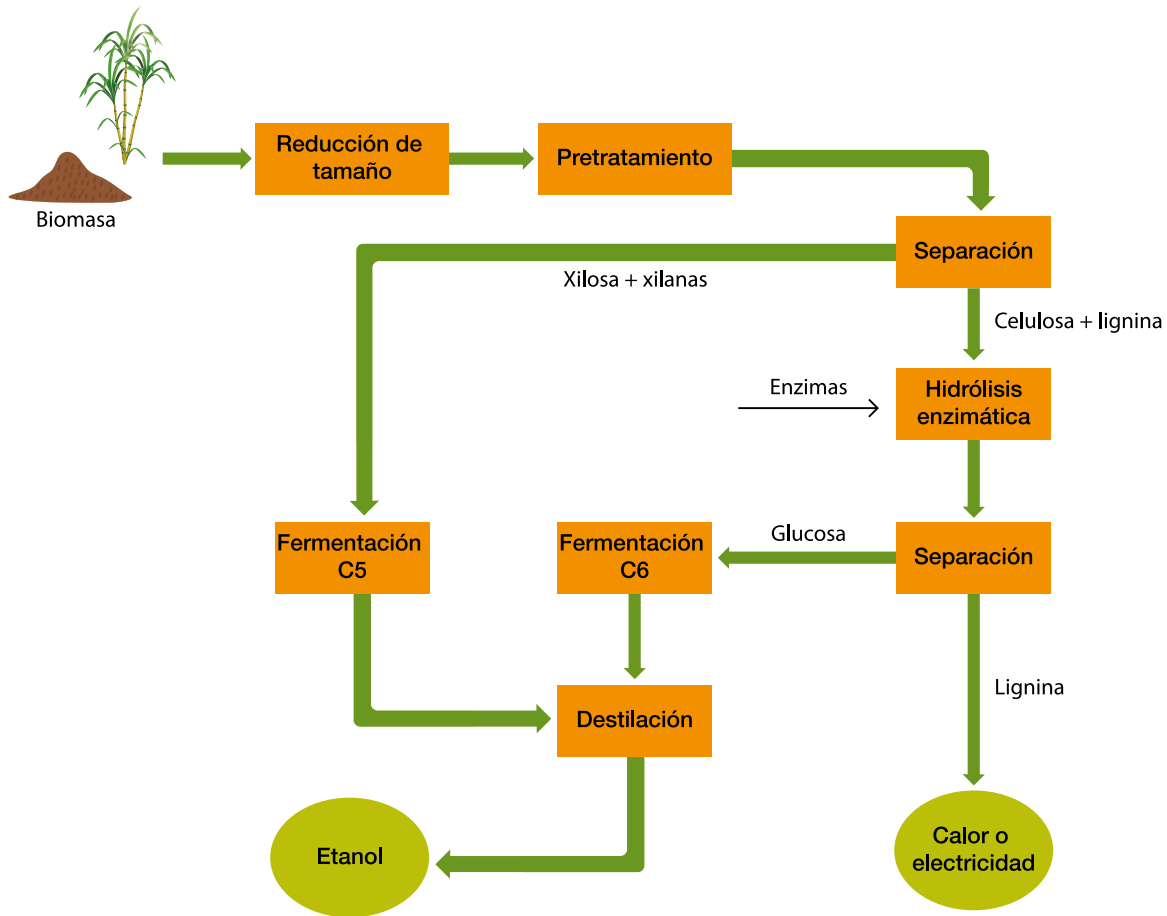 Biomasa
Reducción de
tamaño
Pretratamiento
Separación
Xilosa + xilanas
Celulosa + lignina
Enzimas
Hidrólisis
enzimática
Fermentación
C5
Fermentación
C6
Glucosa
Separación
Destilación
Lignina
Etanol
Calor o
electricidad